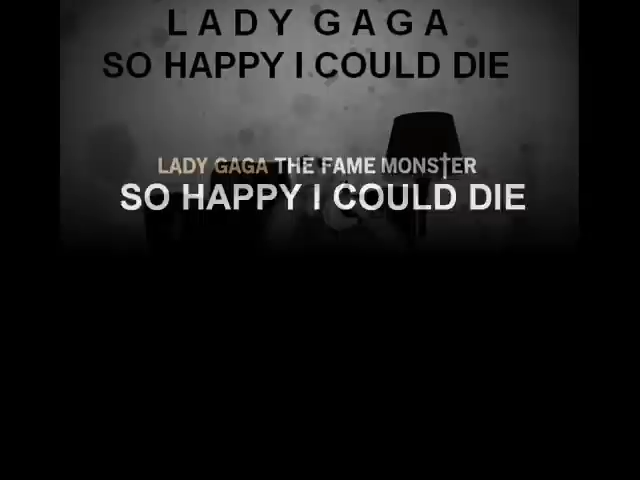 LADY GAGA
SO HAPPY I COULD DIE
LADY GAGA THE FAME MONSTER
SO HAPPY I COULD DIE